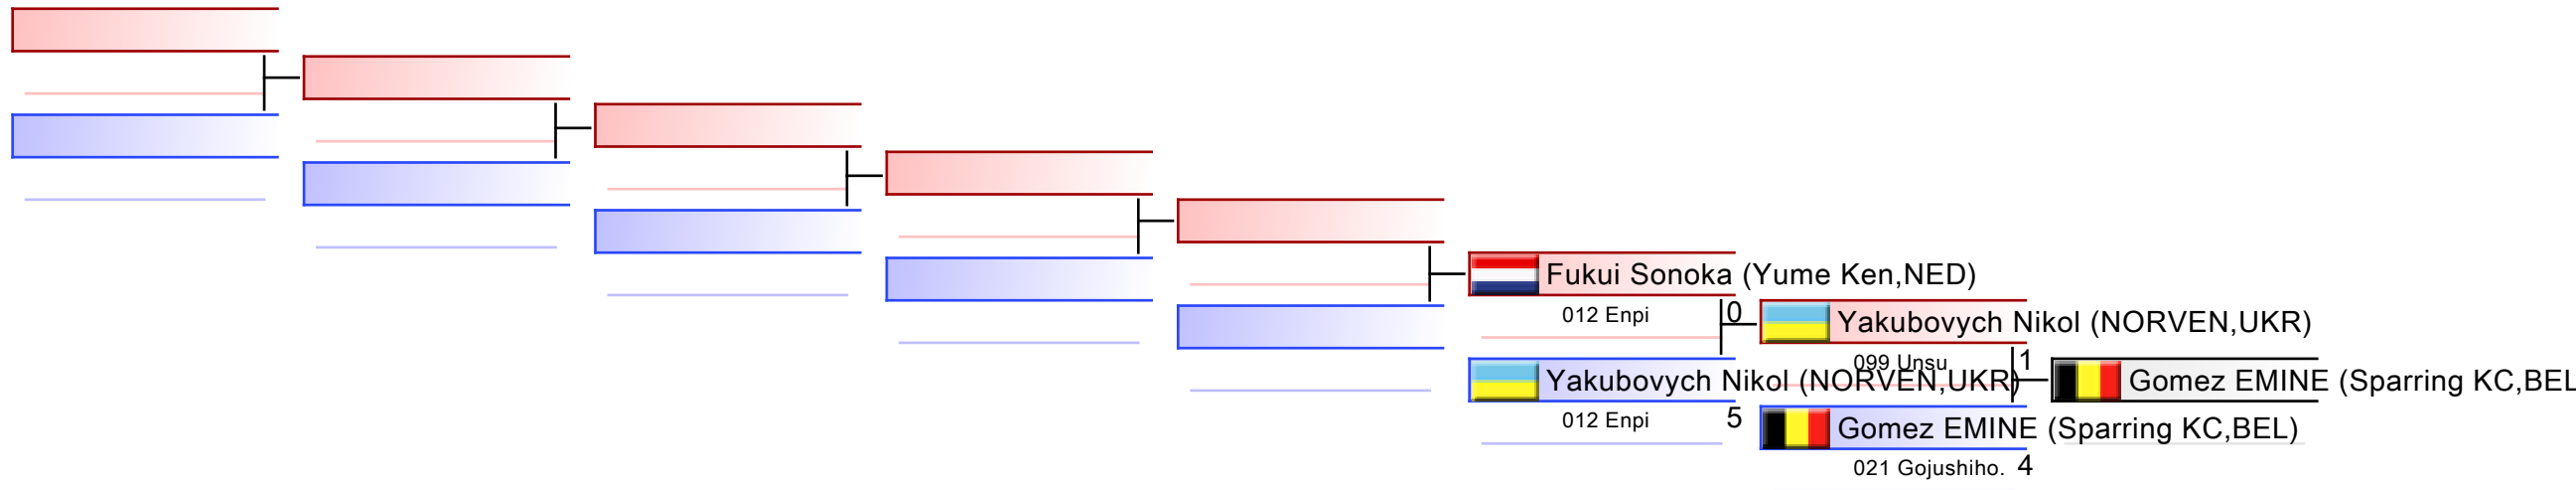 Fukui Sonoka (Yume Ken,NED)
012 Enpi
0
Yakubovych Nikol (NORVEN,UKR)
099 Unsu
1
Yakubovych Nikol (NORVEN,UKR)
012 Enpi
5
Gomez EMINE (Sparring KC,BEL
Gomez EMINE (Sparring KC,BEL)
021 Gojushiho.
4